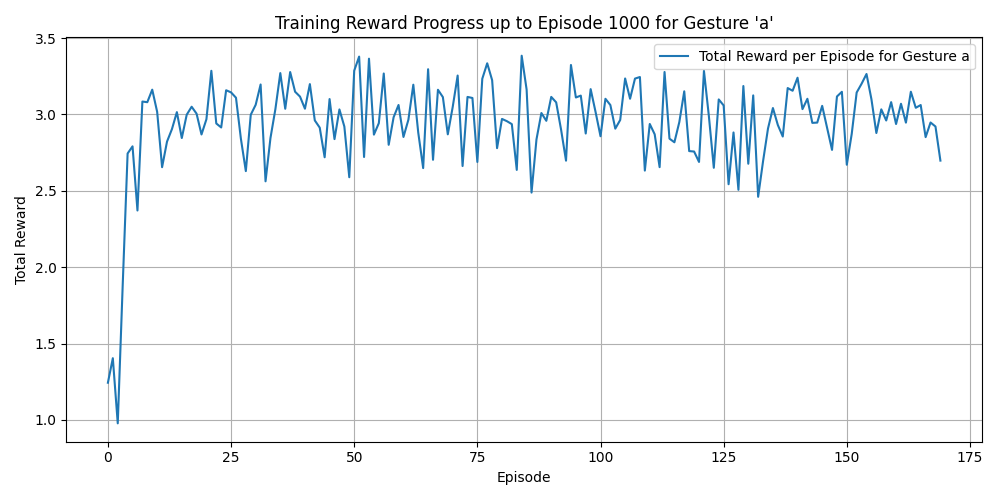 Training Reward Progress up to Episode 1000 for Gesture 'a'
Total Reward per Episode for Gesture a
Total Reward
3.5
3.0
2.5
2.0
1.5
1.0
0 25 50 75 100 125 150 175
Episode